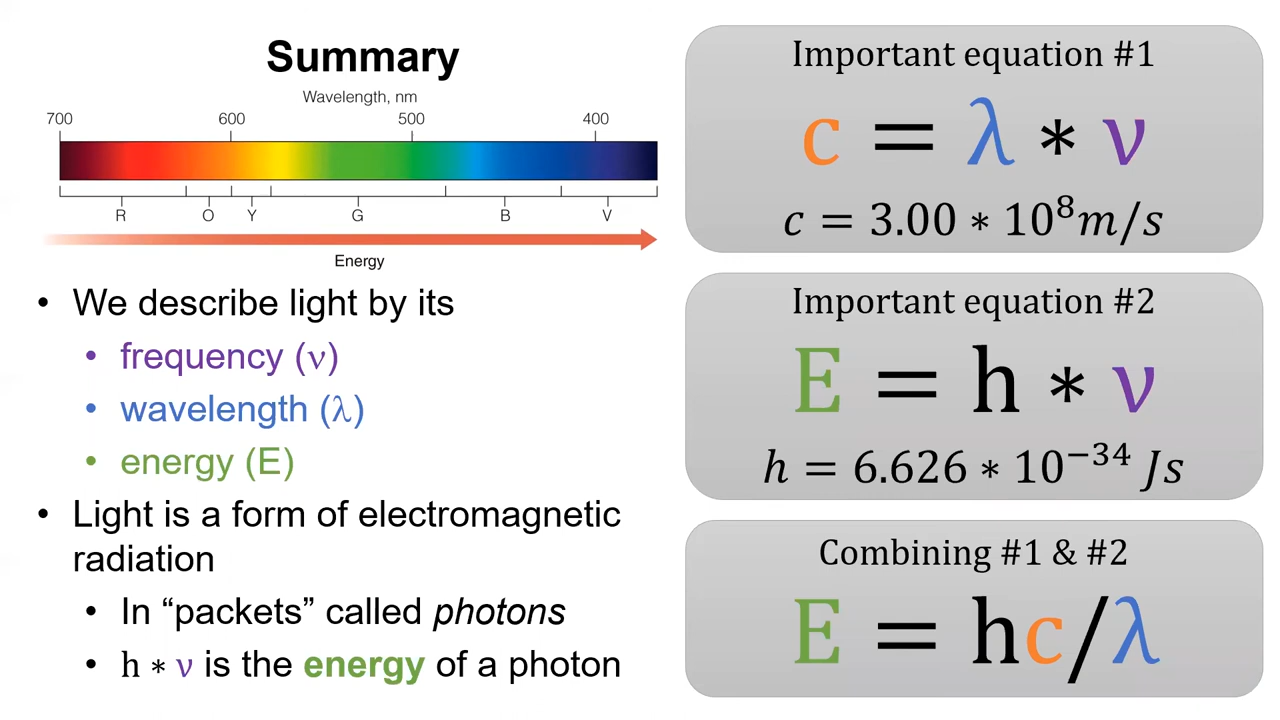 Summary
Wavelength, nm
700 600 500 400
R O Y G B V
Energy
• We describe light by its
• frequency (ν)
• wavelength (λ)
• energy (E)
• Light is a form of electromagnetic
radiation
• In “packets” called photons
• h * ν is the energy of a photon
Important equation #1
c = λ * ν
c = 3.00 * 10⁸ m/s
Important equation #2
E = h * ν
h = 6.626 * 10⁻³⁴ Js
Combining #1 & #2
E = hc/λ